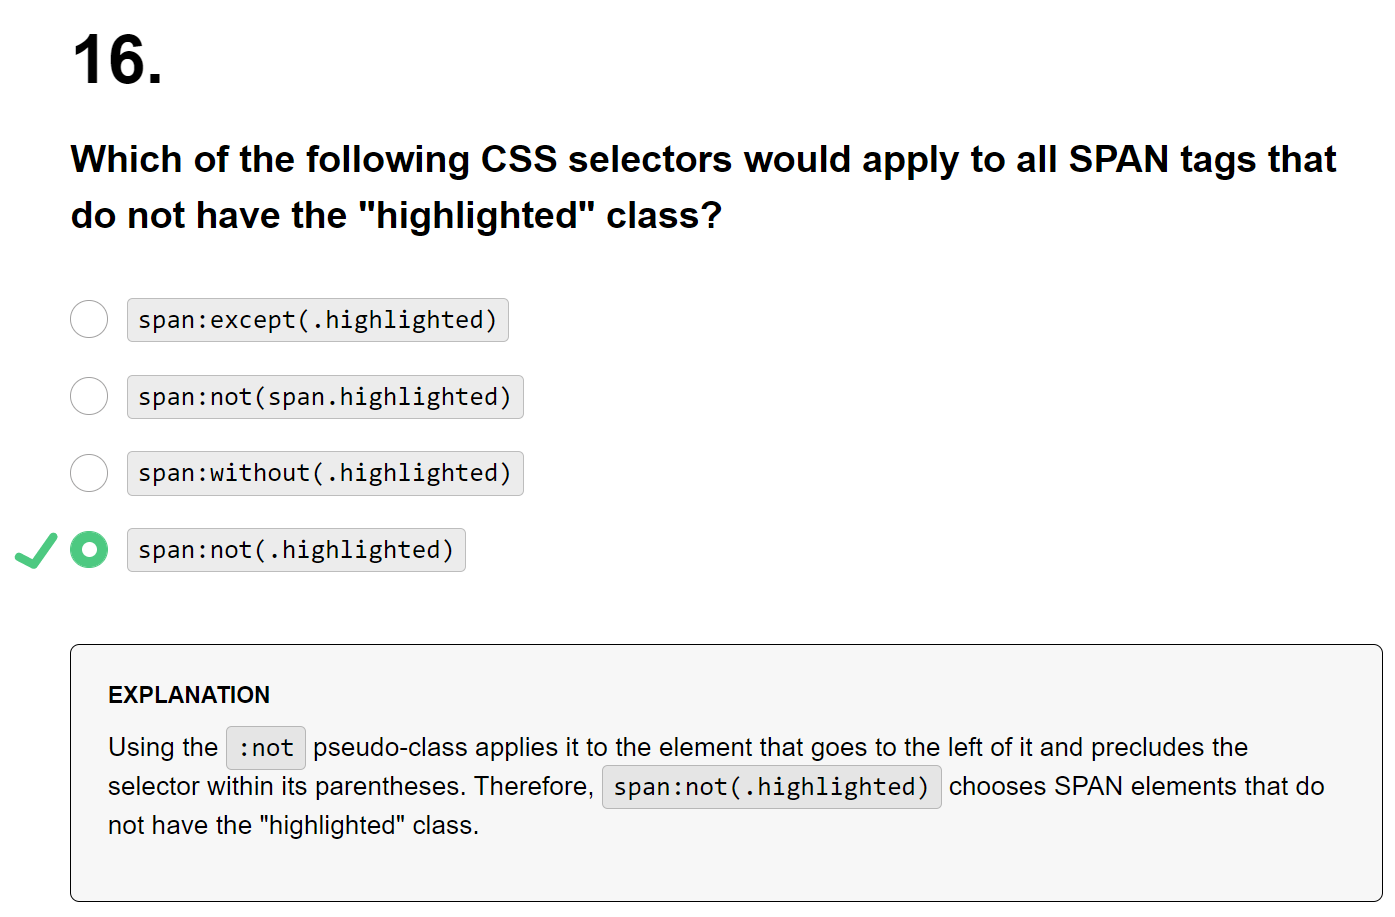 16.
Which of the following CSS selectors would apply to all SPAN tags that
do not have the "highlighted" class?
span:except(.highlighted)
span:not(span.highlighted)
span:without(.highlighted)
span:not(.highlighted)
EXPLANATION
Using the :not pseudo-class applies it to the element that goes to the left of it and precludes the
selector within its parentheses. Therefore, span:not(.highlighted) chooses SPAN elements that do
not have the "highlighted" class.